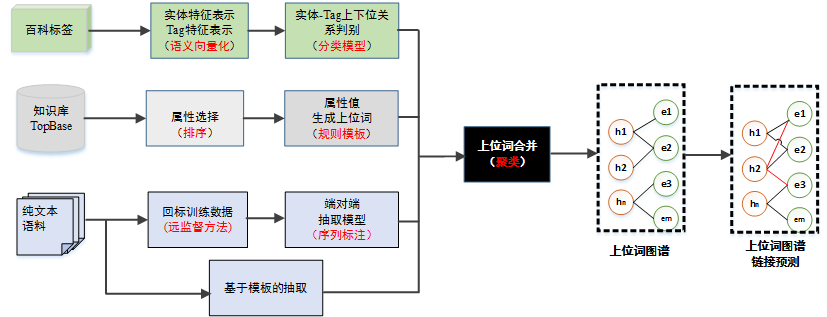 百科标签
实体特征表示
Tag特征表示
（语义向量化）
实体-Tag上下位关
系判别
（分类模型）
知识库
TopBase
属性选择
（排序）
属性值
生成上位词
（规则模板）
纯文本
语料
回标训练数据
(远监督方法)
端对端
抽取模型
（序列标注）
基于模板的抽取
上位词合并
（聚类）
h1
h2
hn
e1
e2
e3
em
上位词图谱
h1
h2
hn
e1
e2
e3
em
上位词图谱
链接预测